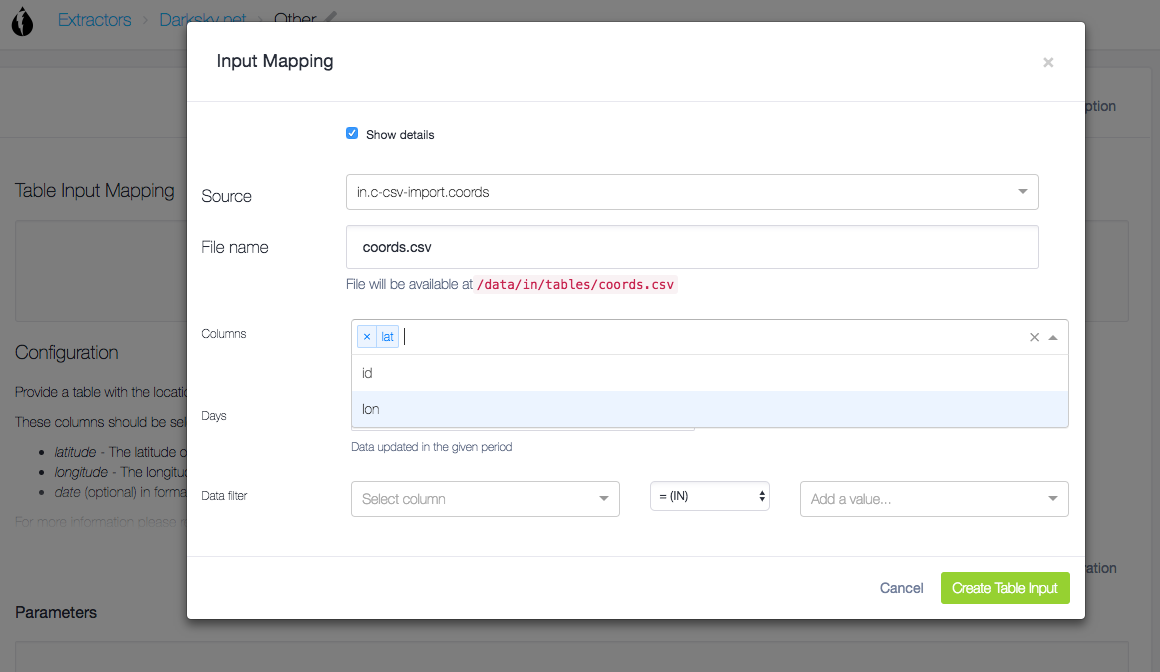 Extractors > Darksky.net > Other
Input Mapping
×
ption
Show details
Table Input Mapping
Source
in.c-csv-import.coords
File name
coords.csv
File will be available at /data/in/tables/coords.csv
Columns
× lat
id
lon
Configuration
Provide a table with the locatio
These columns should be sel
Days
Data updated in the given period
latitude - The latitude o
longitude - The longitu
date (optional) in forma
Data filter
Select column
= (IN)
Add a value...
For more information please r
ration
Cancel
Create Table Input
Parameters